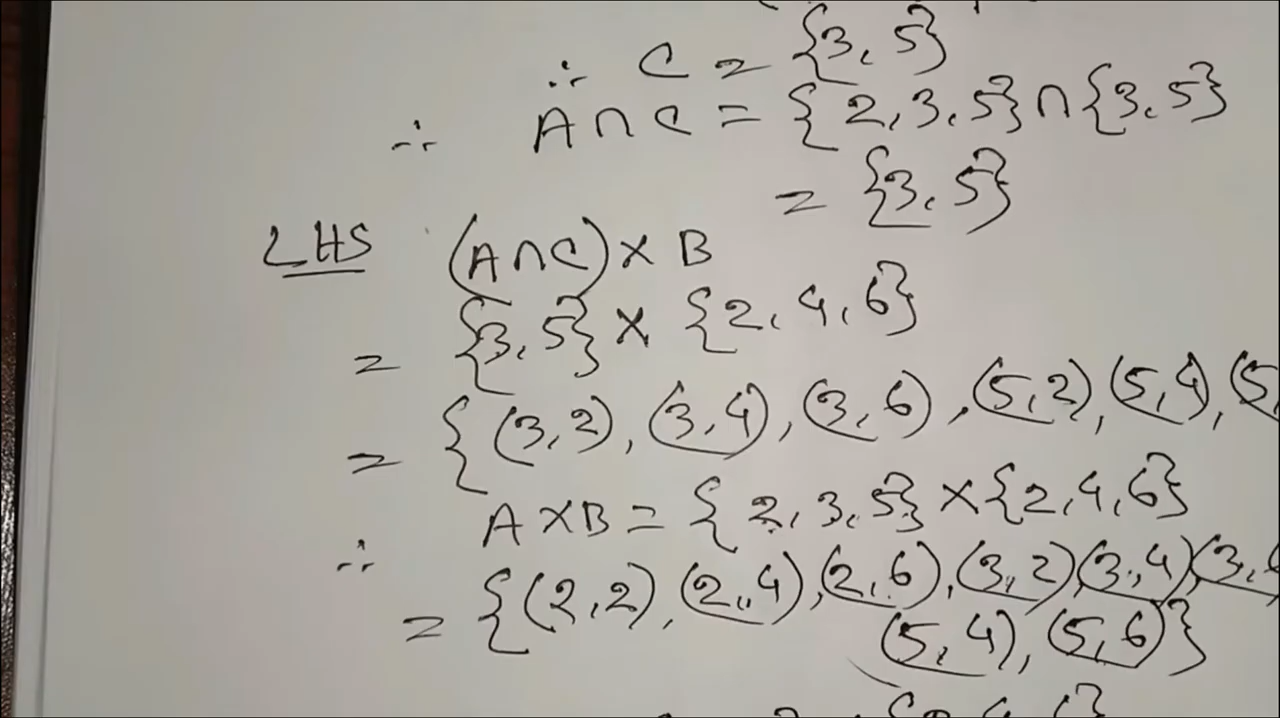 ∴ C = {3, 5}
∴ A∩C = {2, 3, 5}∩{3, 5}
= {3, 5}
LHS (A∩C) × B
= {3, 5} × {2, 4, 6}
= {(3, 2), (3, 4), (3, 6), (5, 2), (5, 4), (5,
∴ A×B = {2, 3, 5} × {2, 4, 6}
= {(2, 2), (2, 4), (2, 6), (3, 2) (3, 4), (3,
(5, 4), (5, 6)}